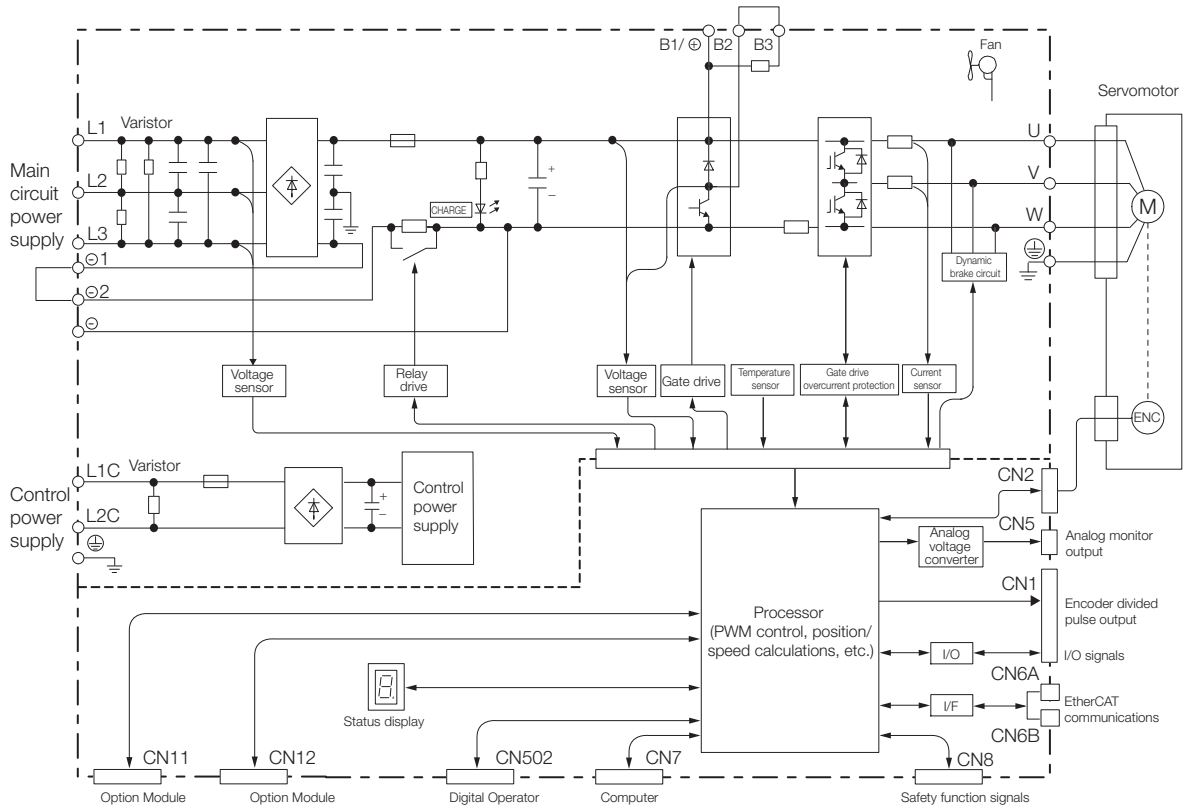 B1/ ⊕ B2 B3
Fan
Servomotor
L1 Varistor
U
Main
circuit
power
supply
L2
V
CHARGE
M
L3
W
⊖ 1
Dynamic
brake circuit
⊖ 2
⊖
Voltage
sensor
Relay
drive
Voltage
sensor
Gate drive
Temperature
sensor
Gate drive
overcurrent protection
Current
sensor
ENC
L1C Varistor
Control
power
supply
L2C
Control
power
supply
+
–
+
–
CN2
CN5
Analog
voltage
converter
Analog monitor
output
CN1
Processor
(PWM control, position/
speed calculations, etc.)
Encoder divided
pulse output
I/O
I/O signals
CN6A
I/F
EtherCAT
communications
CN6B
8.
Status display
CN11
CN12
CN502
CN7
CN8
Option Module
Option Module
Digital Operator
Computer
Safety function signals